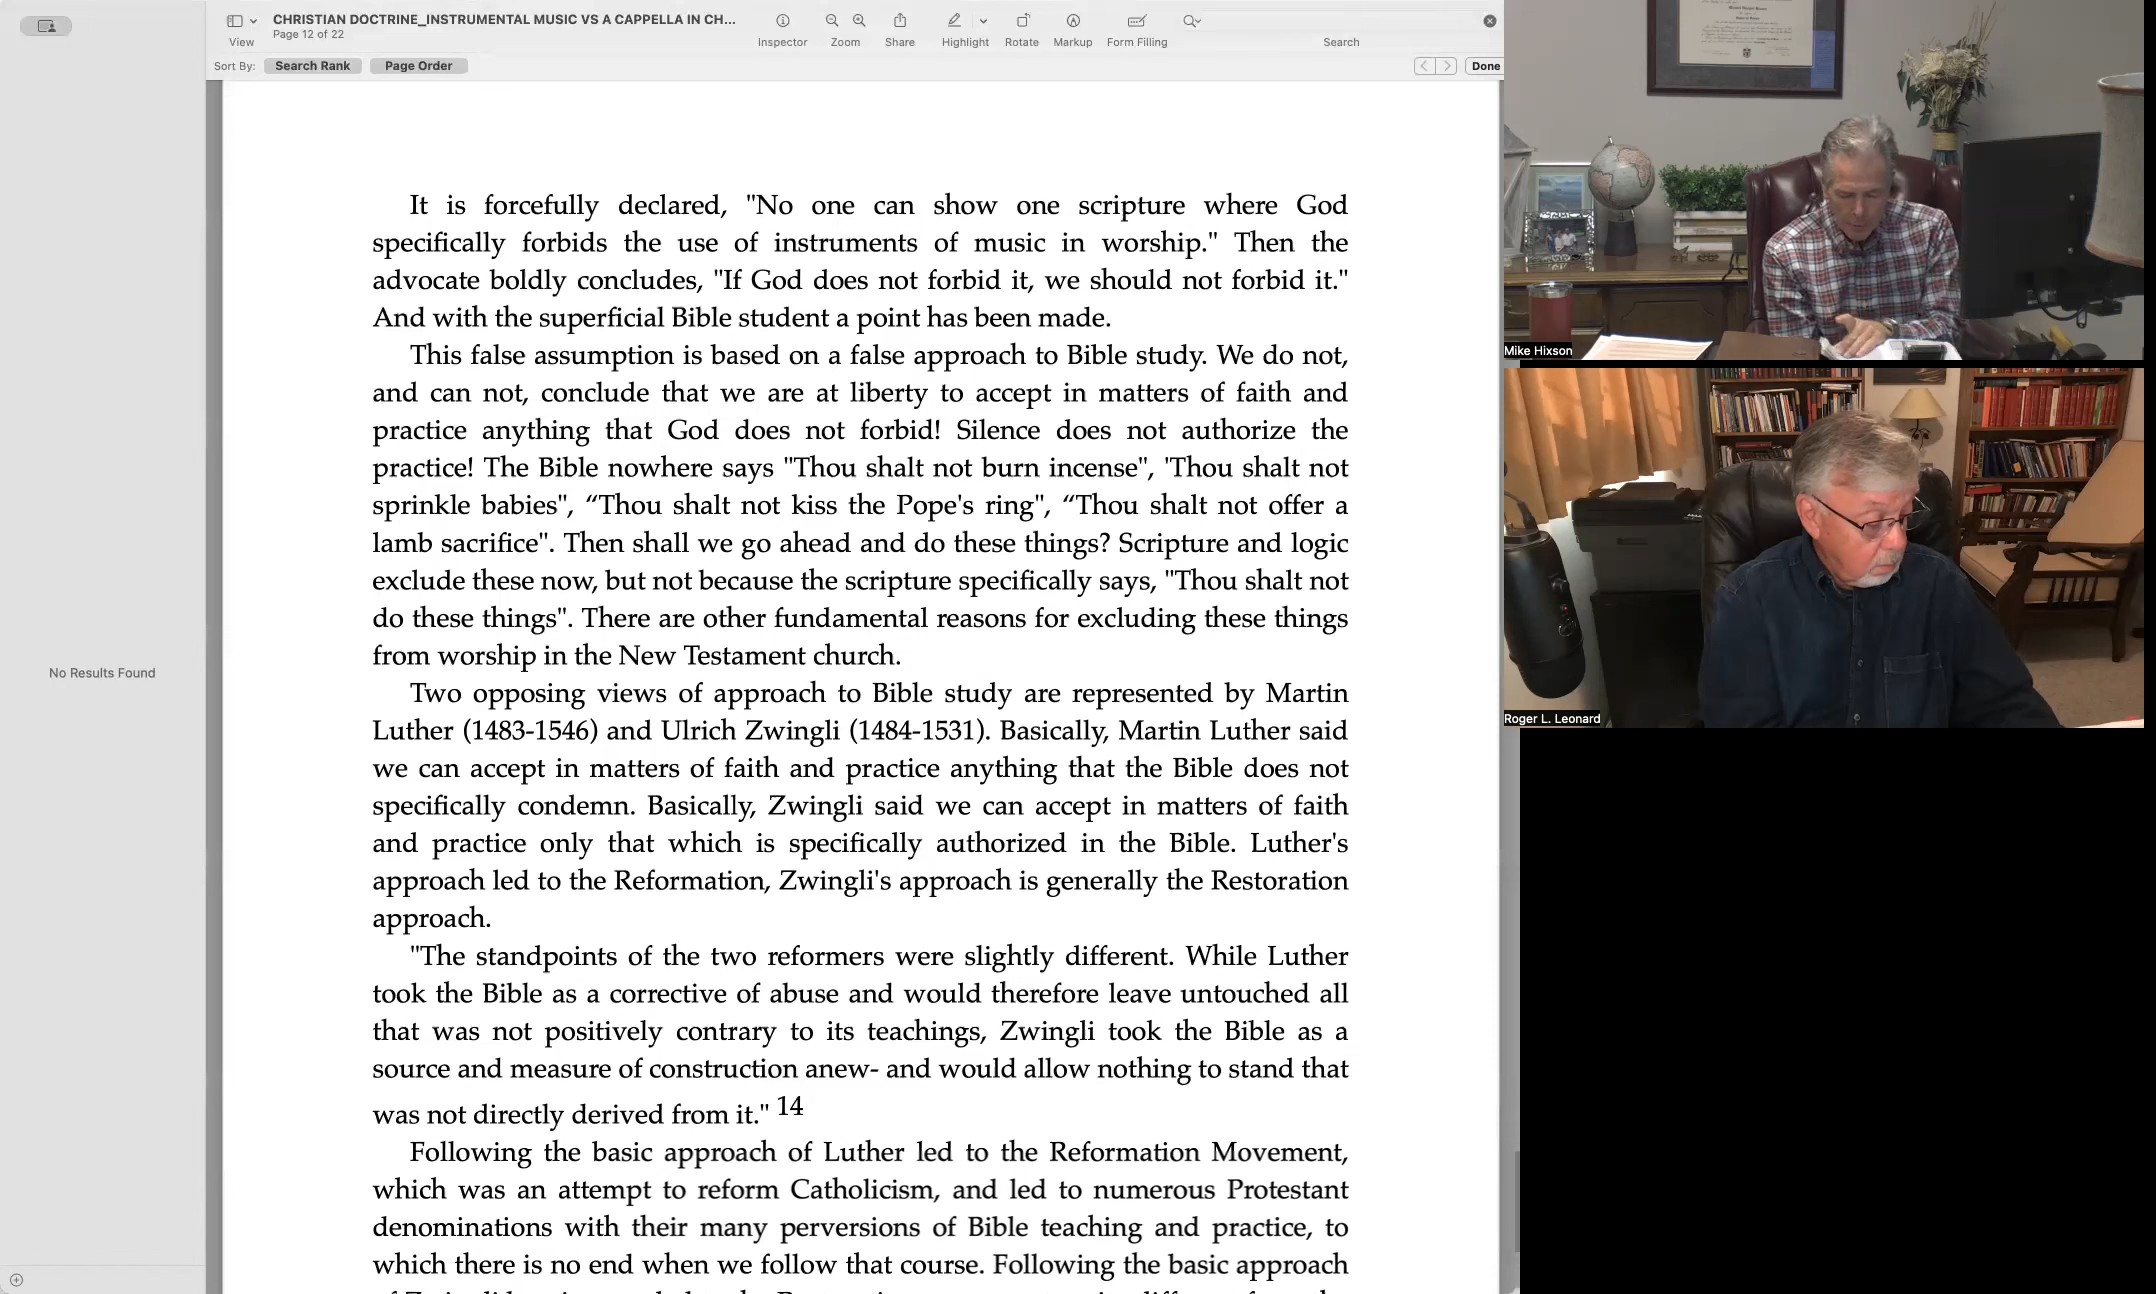 CHRISTIAN DOCTRINE_INSTRUMENTAL MUSIC VS A CAPPELLA IN CH...
Page 12 of 22
View
Inspector
Zoom
Share
Highlight
Rotate
Markup
Form Filling
Search
Sort By:
Search Rank
Page Order
Done
No Results Found
It is forcefully declared, "No one can show one scripture where God
specifically forbids the use of instruments of music in worship." Then the
advocate boldly concludes, "If God does not forbid it, we should not forbid it."
And with the superficial Bible student a point has been made.
This false assumption is based on a false approach to Bible study. We do not,
and can not, conclude that we are at liberty to accept in matters of faith and
practice anything that God does not forbid! Silence does not authorize the
practice! The Bible nowhere says "Thou shalt not burn incense", 'Thou shalt not
sprinkle babies", “Thou shalt not kiss the Pope's ring", “Thou shalt not offer a
lamb sacrifice". Then shall we go ahead and do these things? Scripture and logic
exclude these now, but not because the scripture specifically says, "Thou shalt not
do these things". There are other fundamental reasons for excluding these things
from worship in the New Testament church.
Two opposing views of approach to Bible study are represented by Martin
Luther (1483-1546) and Ulrich Zwingli (1484-1531). Basically, Martin Luther said
we can accept in matters of faith and practice anything that the Bible does not
specifically condemn. Basically, Zwingli said we can accept in matters of faith
and practice only that which is specifically authorized in the Bible. Luther's
approach led to the Reformation, Zwingli's approach is generally the Restoration
approach.
"The standpoints of the two reformers were slightly different. While Luther
took the Bible as a corrective of abuse and would therefore leave untouched all
that was not positively contrary to its teachings, Zwingli took the Bible as a
source and measure of construction anew- and would allow nothing to stand that
was not directly derived from it." 14
Following the basic approach of Luther led to the Reformation Movement,
which was an attempt to reform Catholicism, and led to numerous Protestant
denominations with their many perversions of Bible teaching and practice, to
which there is no end when we follow that course. Following the basic approach
Mike Hixson
Roger L. Leonard